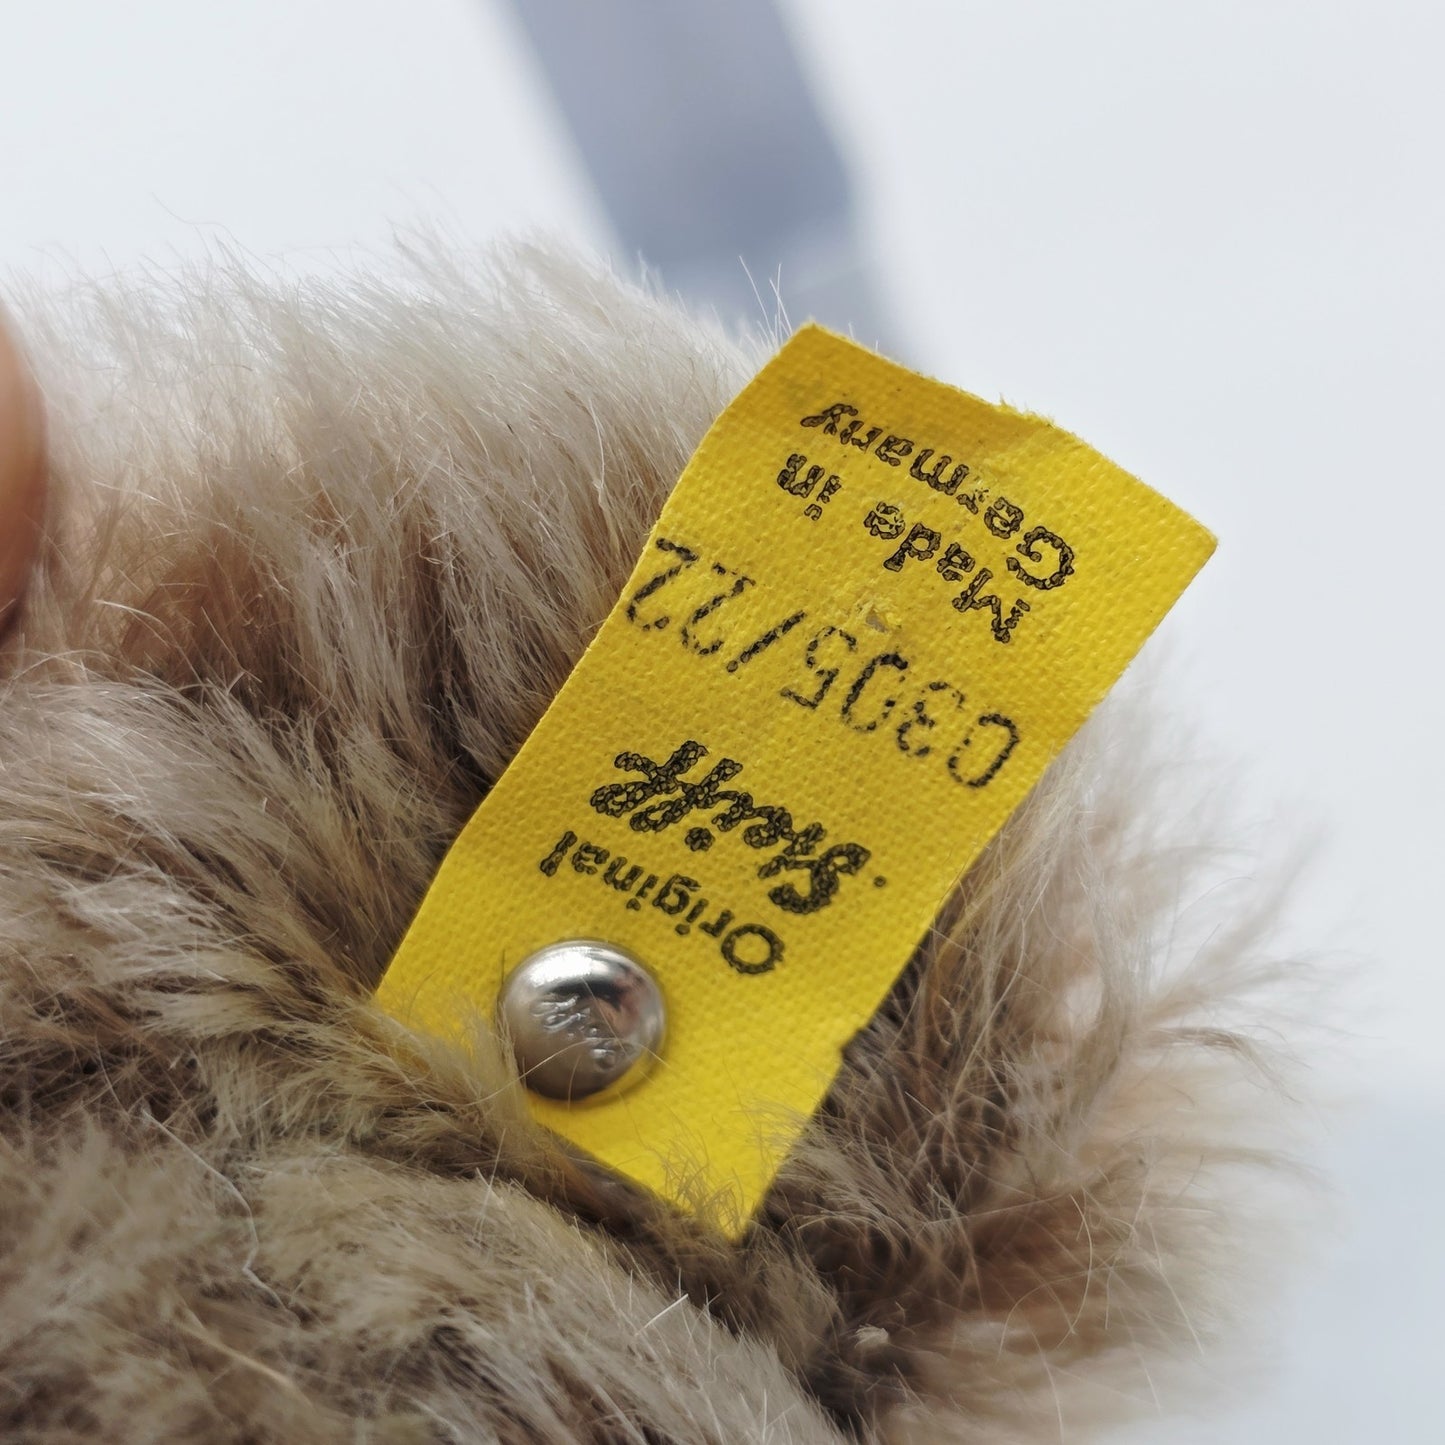 Original
Steiff
0305/22
Made in
Germany